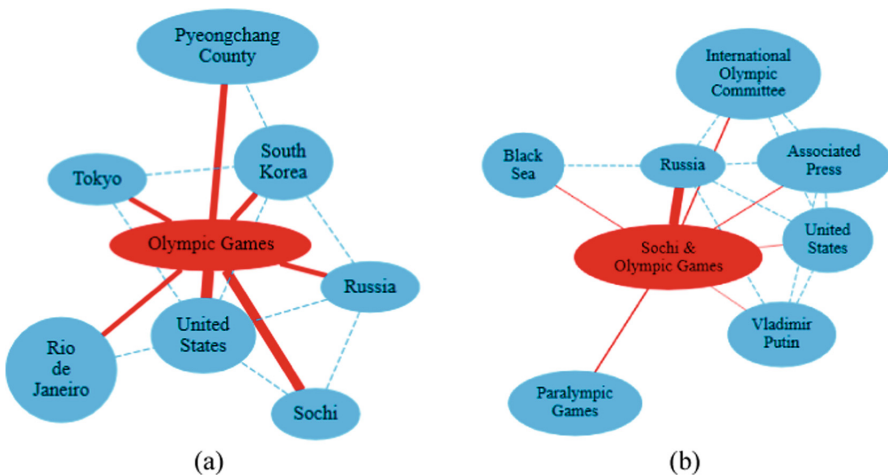 Pyeongchang
County
South
Korea
Tokyo
Olympic Games
Russia
United
States
Rio
de
Janeiro
Sochi
(a)
International
Olympic
Committee
Black
Sea
Russia
Associated
Press
United
States
Sochi &
Olympic Games
Vladimir
Putin
Paralympic
Games
(b)